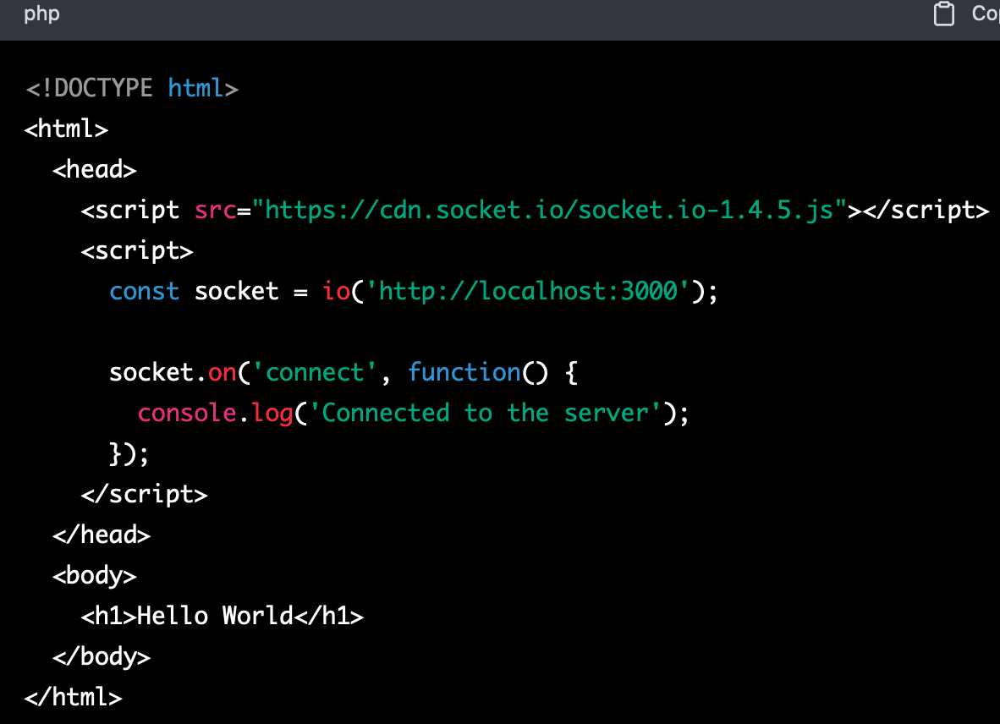 php
<!DOCTYPE html>
<html>
  <head>
    <script src="https://cdn.socket.io/socket.io-1.4.5.js"></script>
    <script>
      const socket = io('http://localhost:3000');

      socket.on('connect', function() {
        console.log('Connected to the server');
      });
    </script>
  </head>
  <body>
    <h1>Hello World</h1>
  </body>
</html>